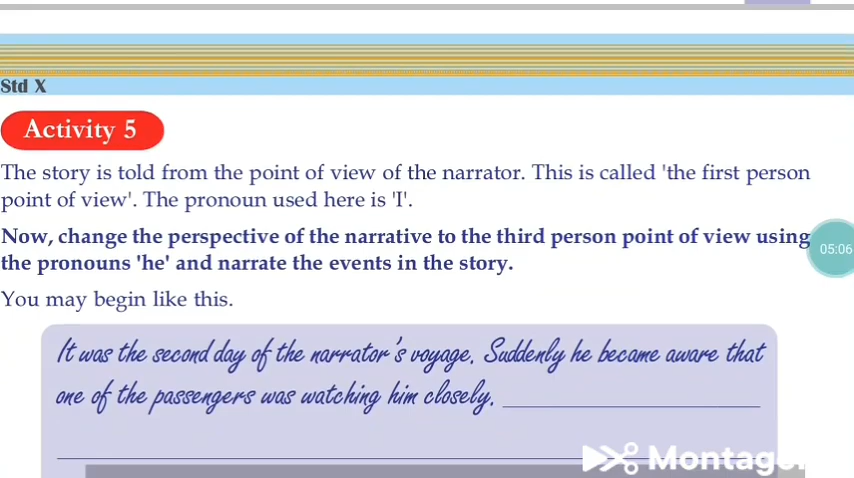 Std X
Activity 5
The story is told from the point of view of the narrator. This is called 'the first person
point of view'. The pronoun used here is 'I'.
Now, change the perspective of the narrative to the third person point of view using
the pronouns 'he' and narrate the events in the story.
05:06
You may begin like this.
It was the second day of the narrator's voyage. Suddenly he became aware that
one of the passengers was watching him closely.
Montage